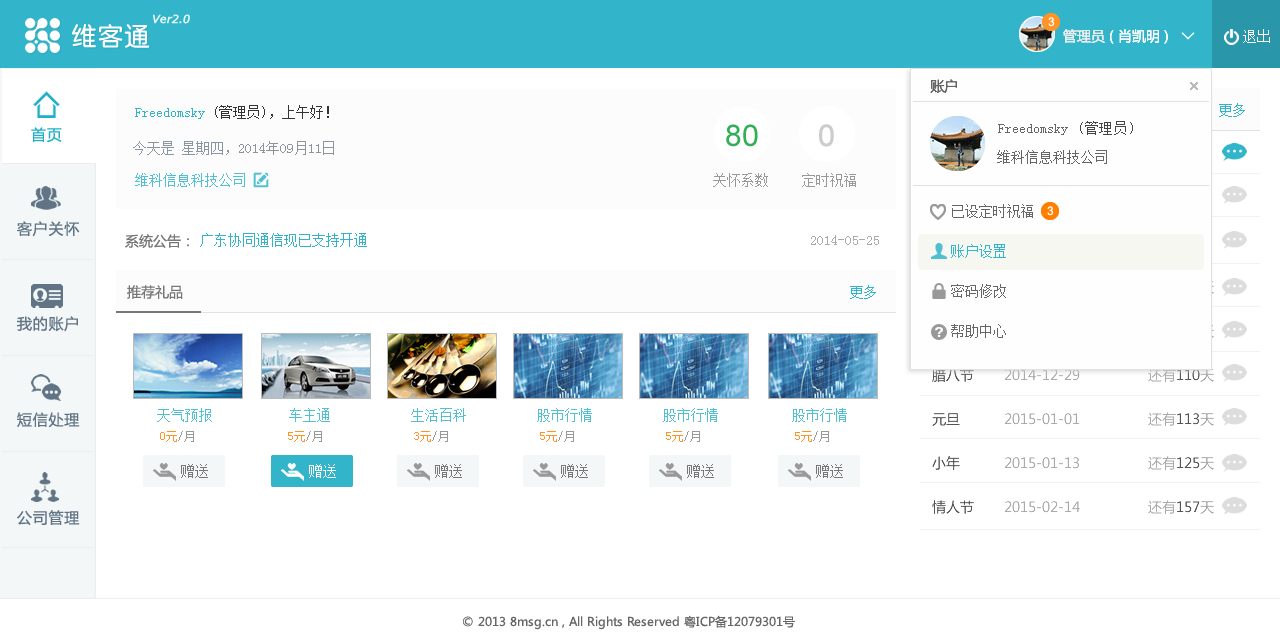 维客通 Ver2.0
3 管理员 ( 肖凯明 ) 退出
首页
客户关怀
我的账户
短信处理
公司管理
Freedomsky (管理员)，上午好！
今天是 星期四，2014年09月11日
维科信息科技公司
80 0
关怀系数 定时祝福
系统公告： 广东协同通信现已支持开通 2014-05-25
推荐礼品 更多
天气预报 车主通 生活百科 股市行情 股市行情 股市行情
0元/月 5元/月 3元/月 5元/月 5元/月 5元/月
赠送 赠送 赠送 赠送 赠送 赠送
账户 ×
Freedomsky (管理员)
维科信息科技公司
已设定时祝福 3
账户设置
密码修改
?帮助中心
更多
腊八节 2014-12-29 还有110天
元旦 2015-01-01 还有113天
小年 2015-01-13 还有125天
情人节 2015-02-14 还有157天
© 2013 8msg.cn , All Rights Reserved 粤ICP备12079301号